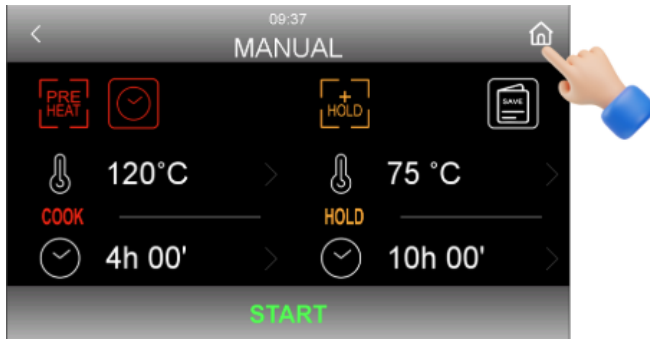 09:37
MANUAL
PRE
HEAT
+
HOLD
SAVE
120°C
75 °C
COOK
HOLD
4h 00'
10h 00'
START